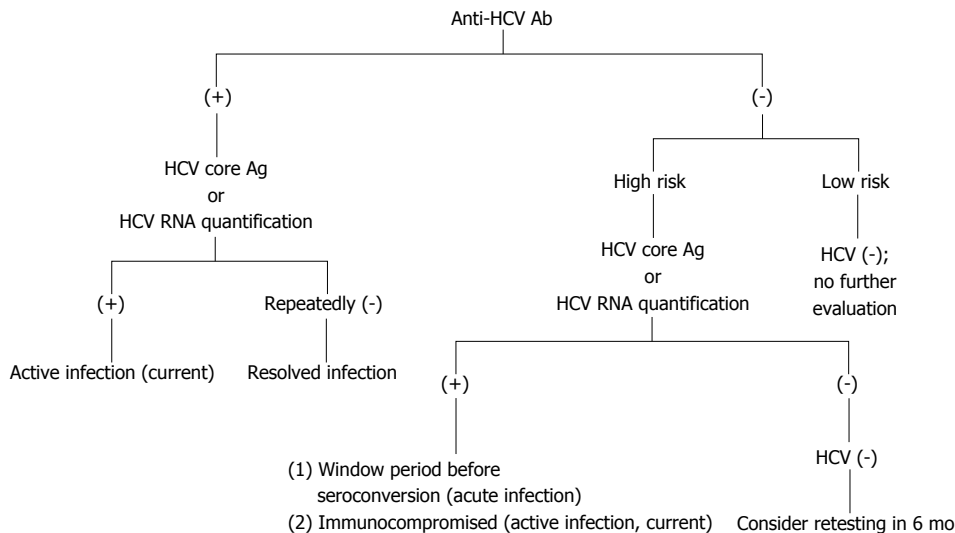 Anti-HCV Ab
(+)
(-)
HCV core Ag
or
HCV RNA quantification
High risk
Low risk
HCV core Ag
or
HCV RNA quantification
HCV (-);
no further
evaluation
(+)
Repeatedly (-)
Active infection (current)
Resolved infection
(+)
(-)
(1) Window period before
seroconversion (acute infection)
(2) Immunocompromised (active infection, current)
HCV (-)
Consider retesting in 6 mo